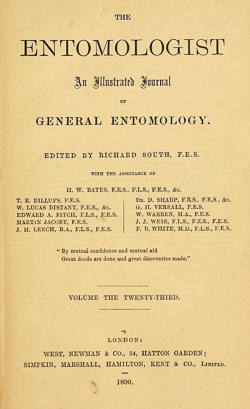 THE
ENTOMOLOGIST
An Illustrated Journal
OF
GENERAL ENTOMOLOGY.
EDITED BY RICHARD SOUTH, F.E.S.
WITH THE ASSISTANCE OF
H. W. BATES, F.R.S., F.L.S., F.E.S., &c.
T. R. BILLUPS, F.E.S.
W. LUCAS DISTANT, F.E.S., &c.
EDWARD A. FITCH, F.L.S., F.E.S.
MARTIN JACOBY, F.E.S.
J. H. LEECH, B.A., F.L.S., F.E.S.
DR. D. SHARP, F.R.S., F.E.S., &c.
G. H. VERRALL, F.E.S.
W. WARREN, M.A., F.E.S.
J. J. WEIR, F.L.S., F.Z.S., F.E.S.
F. B. WHITE, M.D., F.L.S., F.E.S.
"By mutual confidence and mutual aid
Great deeds are done and great discoveries made."
VOLUME THE TWENTY-THIRD.
LONDON:
WEST, NEWMAN & CO., 54, HATTON GARDEN;
SIMPKIN, MARSHALL, HAMILTON, KENT & CO., LIMITED.
1890.